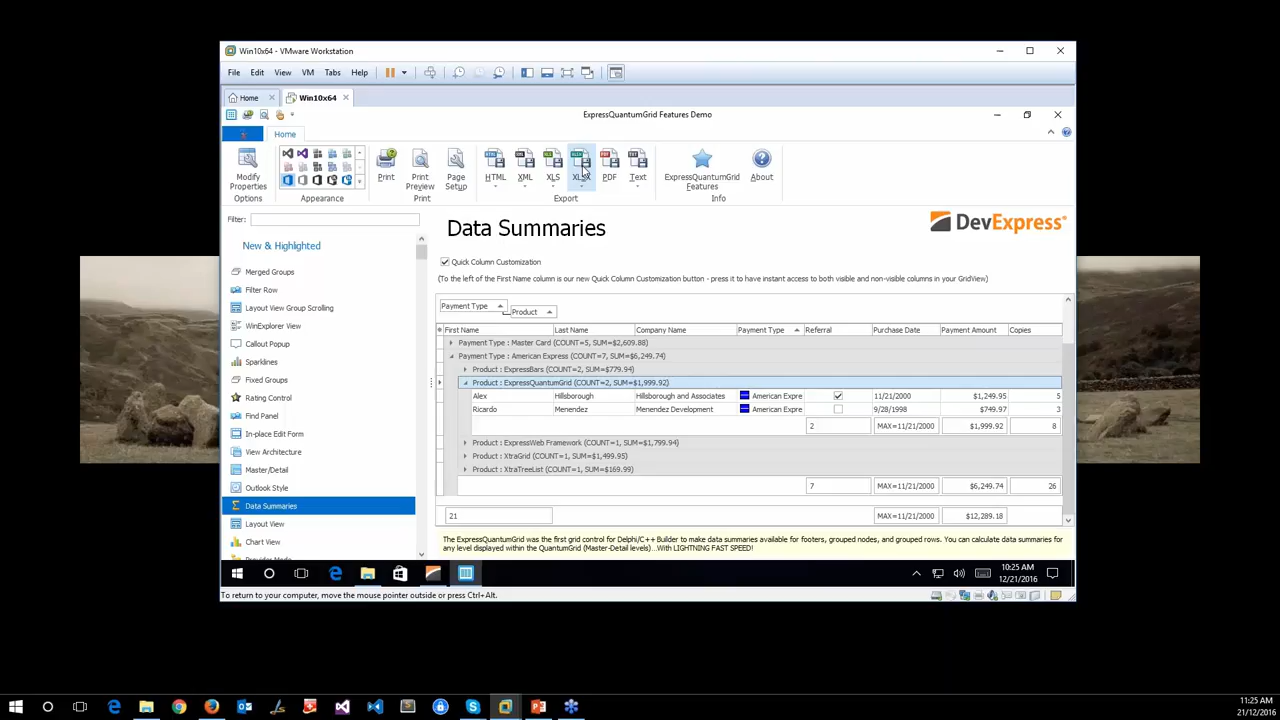 Win10x64 - VMware Workstation
File Edit View VM Tabs Help
Home Win10x64
ExpressQuantumGrid Features Demo
Home
Modify Properties
Print
Print Preview
Page Setup
HTML XML XLS XLSX PDF Text
ExpressQuantumGrid Features
About
Options Appearance Print Export Info
Filter:
New & Highlighted
Merged Groups
Filter Row
Layout View Group Scrolling
WinExplorer View
Callout Popup
Sparklines
Fixed Groups
Rating Control
Find Panel
In-place Edit Form
View Architecture
Master/Detail
Outlook Style
Data Summaries
Layout View
Chart View
Provider Mode
Data Summaries
DevExpress
Quick Column Customization
(To the left of the First Name column is our new Quick Column Customization button - press it to have instant access to both visible and non-visible columns in your GridView)
Payment Type Product
First Name Last Name Company Name Payment Type Referral Purchase Date Payment Amount Copies
Payment Type : Master Card (COUNT=5, SUM=$2,609.88)
Payment Type : American Express (COUNT=7, SUM=$6,249.74)
Product : ExpressBars (COUNT=2, SUM=$779.94)
Product : ExpressQuantumGrid (COUNT=2, SUM=$1,999.92)
Alex Hillsborough Hillsborough and Associates American Expre 11/21/2000 $1,249.95 5
Ricardo Menendez Menendez Development American Expre 9/28/1998 $749.97 3
2 MAX=11/21/2000 $1,999.92 8
Product : ExpressWeb Framework (COUNT=1, SUM=$1,799.94)
Product : XtraGrid (COUNT=1, SUM=$1,499.95)
Product : XtraTreeList (COUNT=1, SUM=$169.99)
7 MAX=11/21/2000 $6,249.74 26
21 MAX=11/21/2000 $12,289.18
The ExpressQuantumGrid was the first grid control for Delphi/C++ Builder to make data summaries available for footers, grouped nodes, and grouped rows. You can calculate data summaries for
any level displayed within the QuantumGrid (Master-Detail levels)...With LIGHTNING FAST SPEED!
10:25 AM
12/21/2016
To return to your computer, move the mouse pointer outside or press Ctrl+Alt.
11:25 AM
21/12/2016